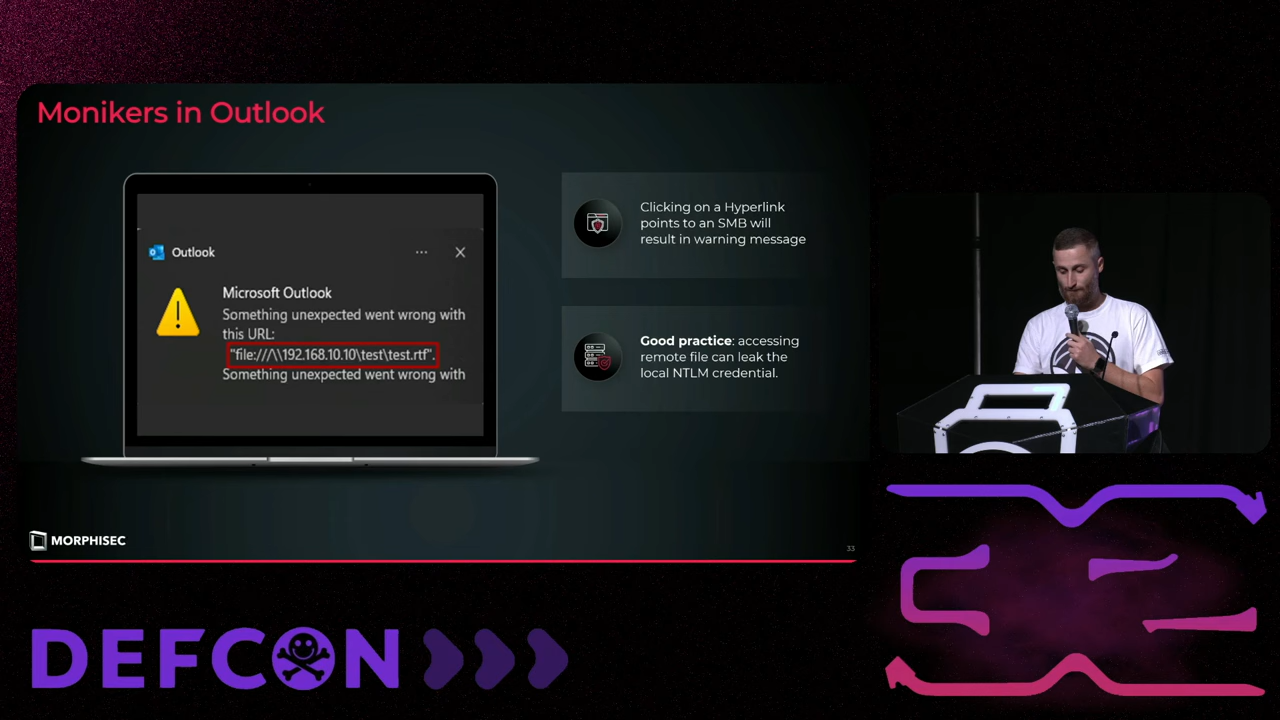 Monikers in Outlook
Outlook
Microsoft Outlook
Something unexpected went wrong with
this URL:
"file:///\\192.168.10.10\test\test.rtf".
Something unexpected went wrong with
Clicking on a Hyperlink
points to an SMB will
result in warning message
Good practice: accessing
remote file can leak the
local NTLM credential.
MORPHISEC
33
DEFCON